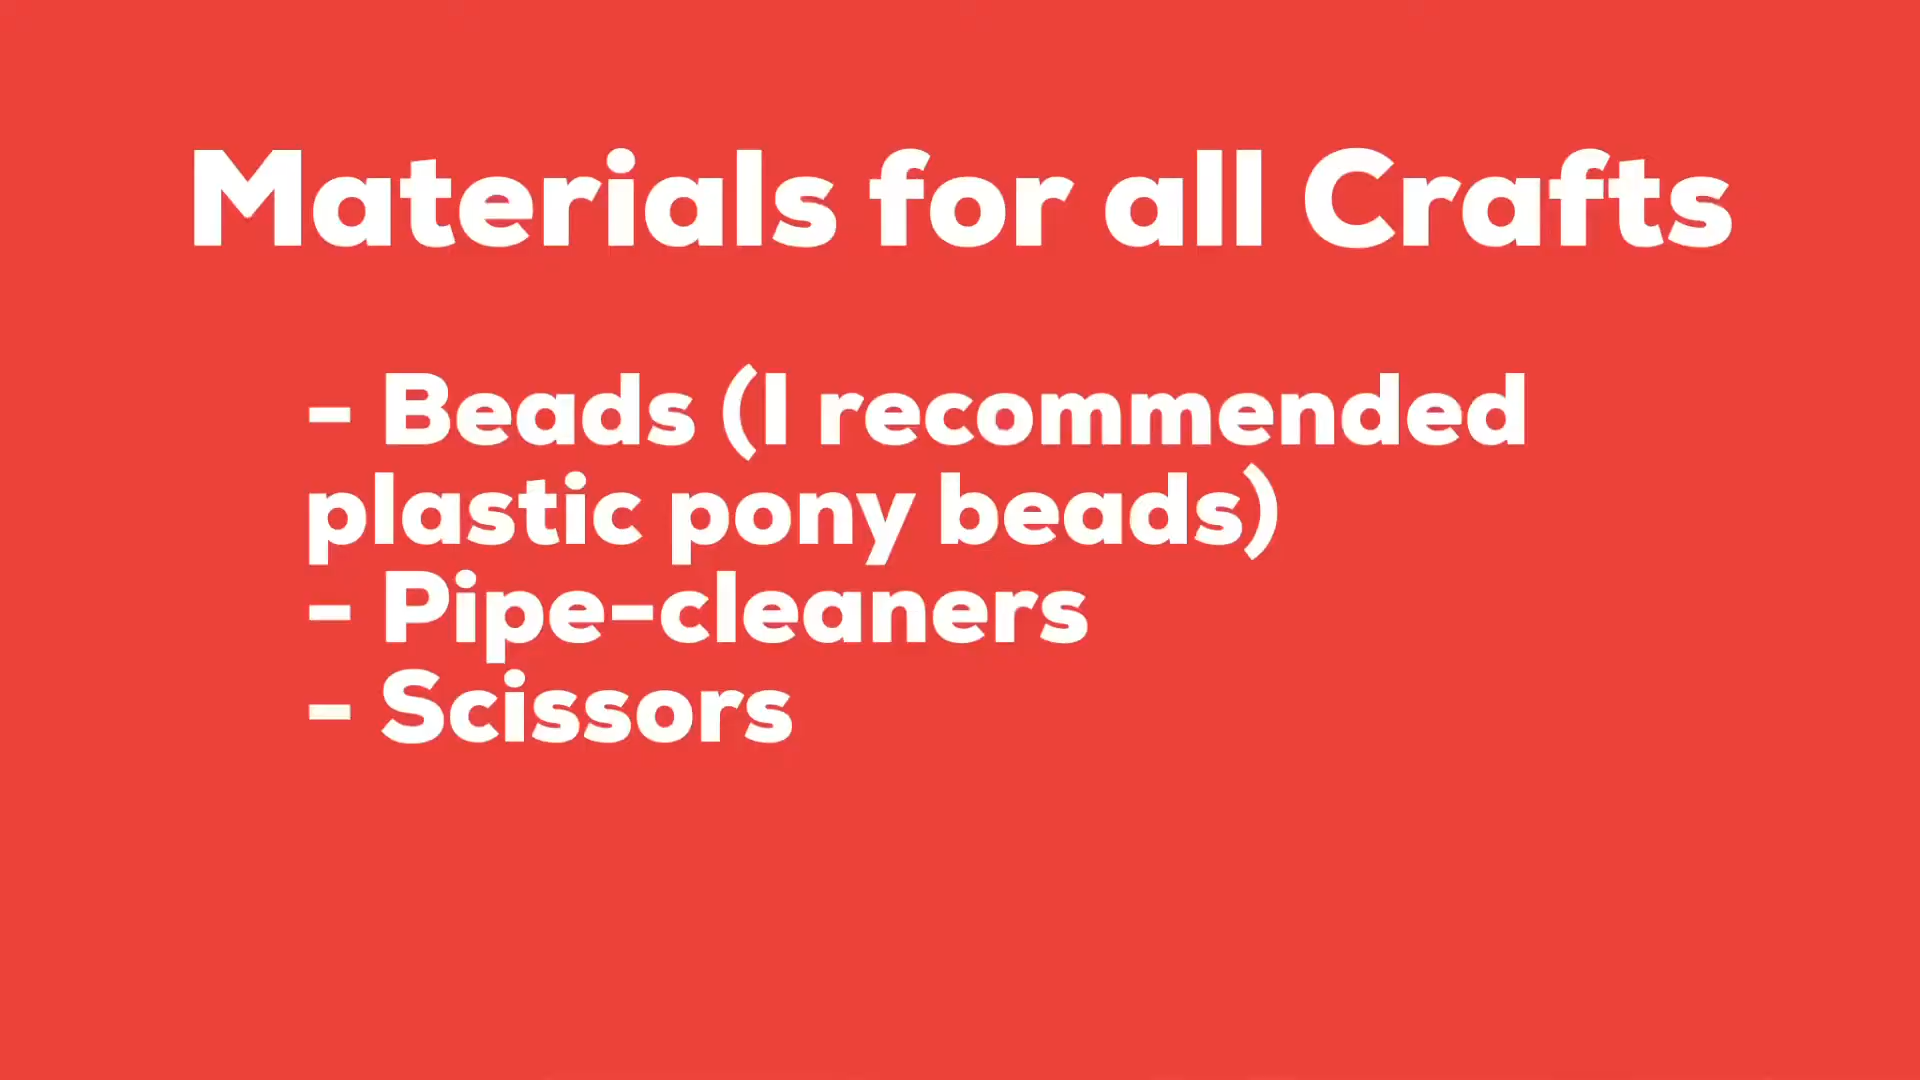 Materials for all Crafts
- Beads (I recommended
plastic pony beads)
- Pipe-cleaners
- Scissors